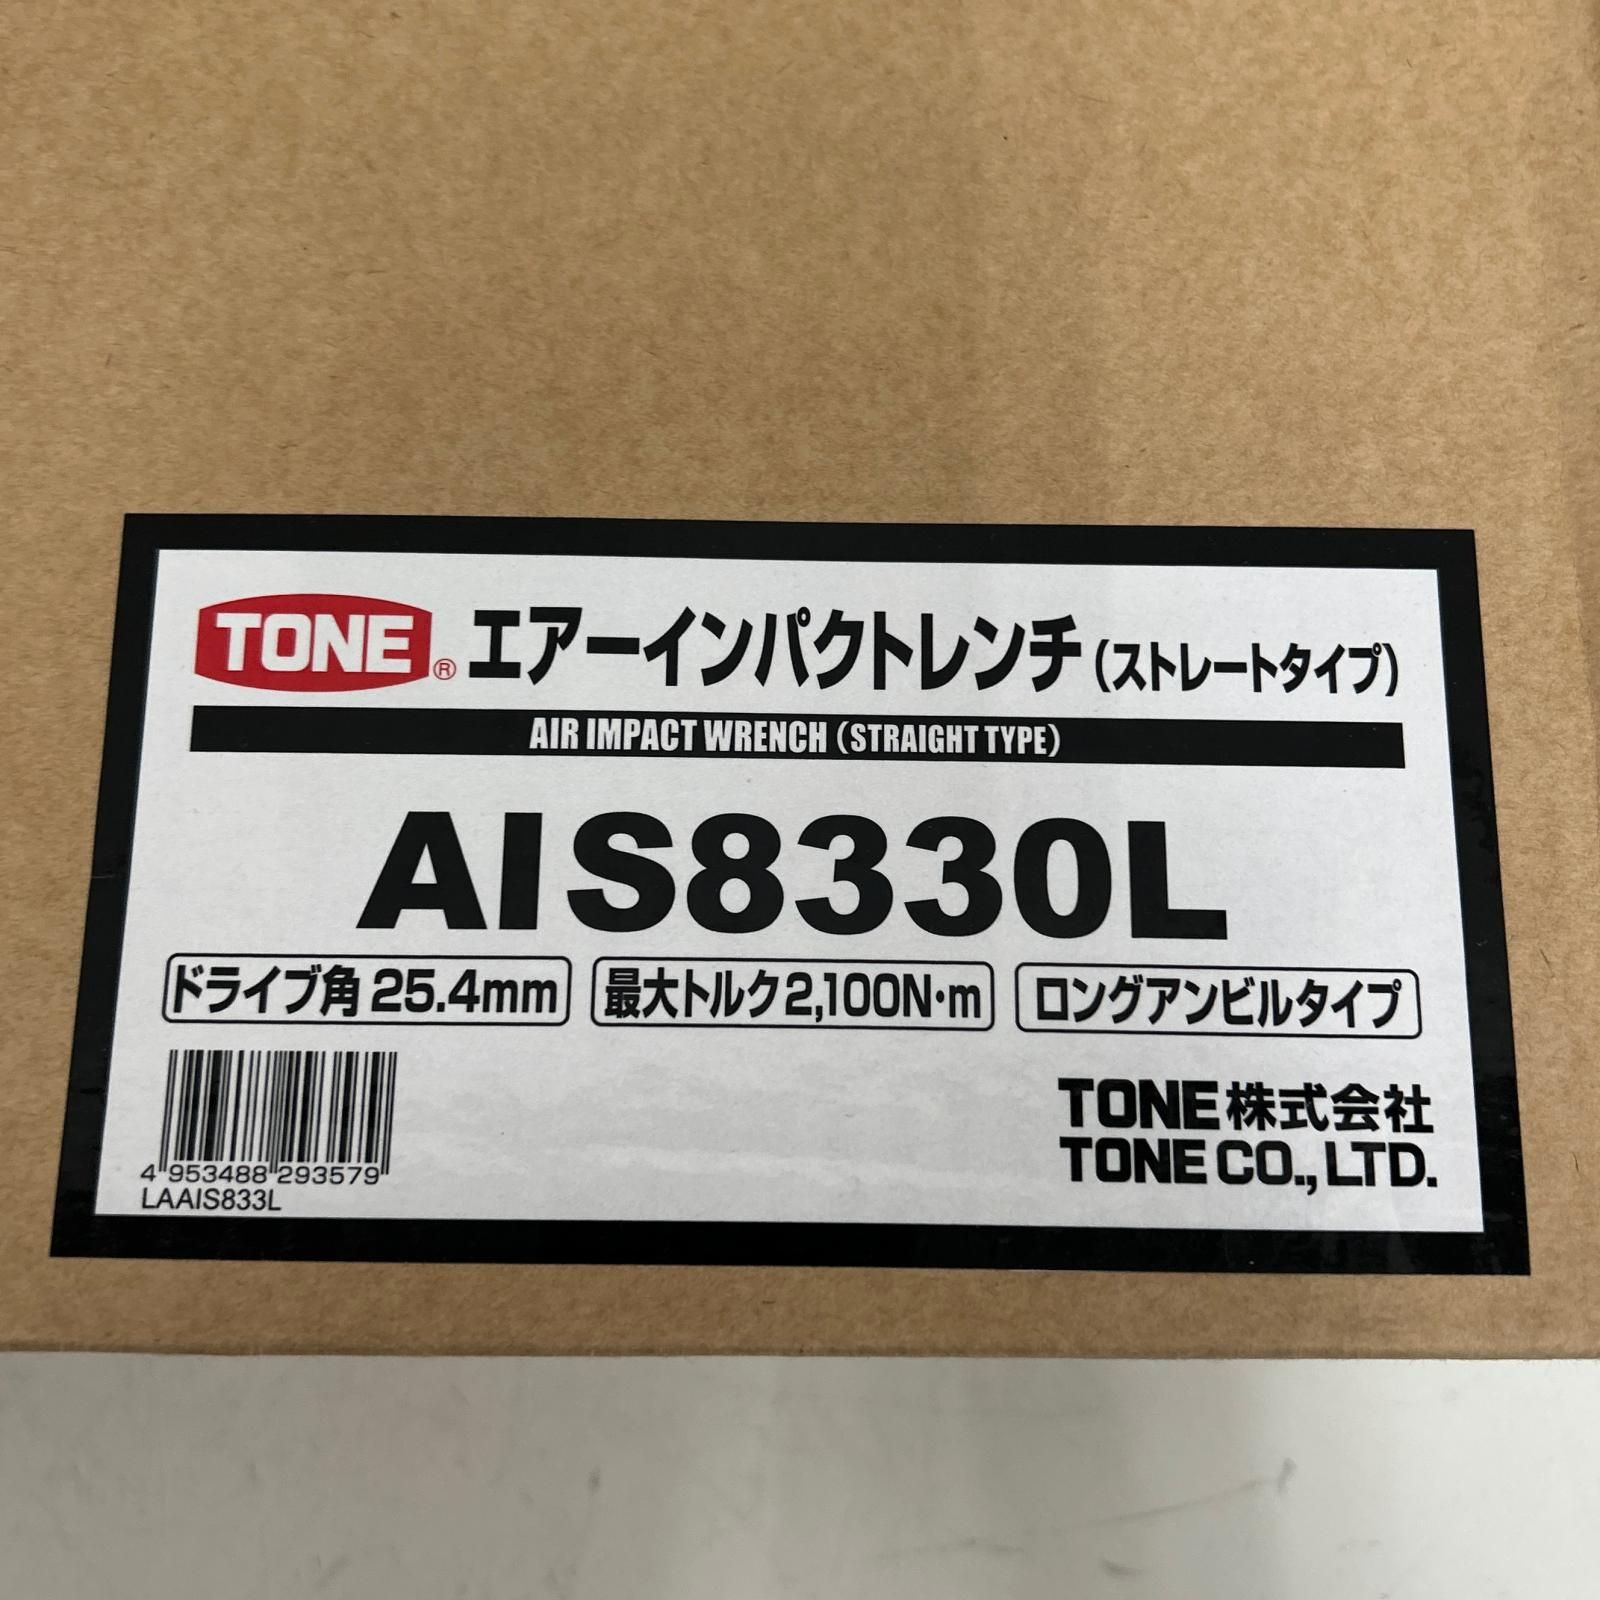 TONE® エアーインパクトレンチ(ストレートタイプ)
AIR IMPACT WRENCH (STRAIGHT TYPE)
AIS8330L
ドライブ角 25.4mm 最大トルク2,100N・m ロングアンビルタイプ
4 953488 293579
LAAIS833L
TONE株式会社
TONE CO., LTD.